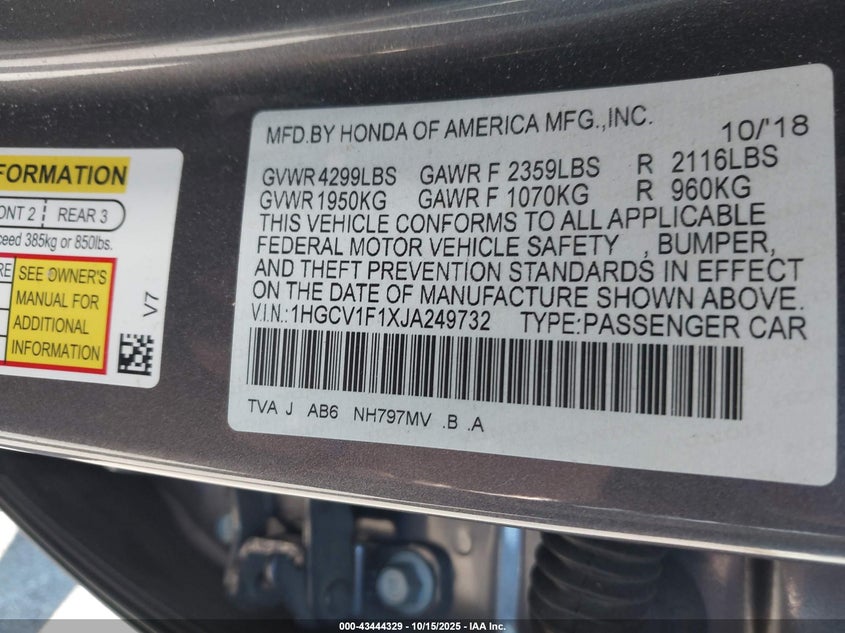 FORMATION
ONT 2 REAR 3
ceed 385kg or 850lbs.
RE
SEE OWNER'S
MANUAL FOR
ADDITIONAL
INFORMATION
V7
MFD.BY HONDA OF AMERICA MFG.,INC. 10/'18
GVWR 4299LBS GAWR F 2359LBS R 2116LBS
GVWR 1950KG GAWR F 1070KG R 960KG
THIS VEHICLE CONFORMS TO ALL APPLICABLE
FEDERAL MOTOR VEHICLE SAFETY , BUMPER,
AND THEFT PREVENTION STANDARDS IN EFFECT
ON THE DATE OF MANUFACTURE SHOWN ABOVE.
V.I.N.:1HGCV1F1XJA249732 TYPE:PASSENGER CAR
TVA J AB6 NH797MV .B .A
000-43444329 - 10/15/2025 - IAA Inc.